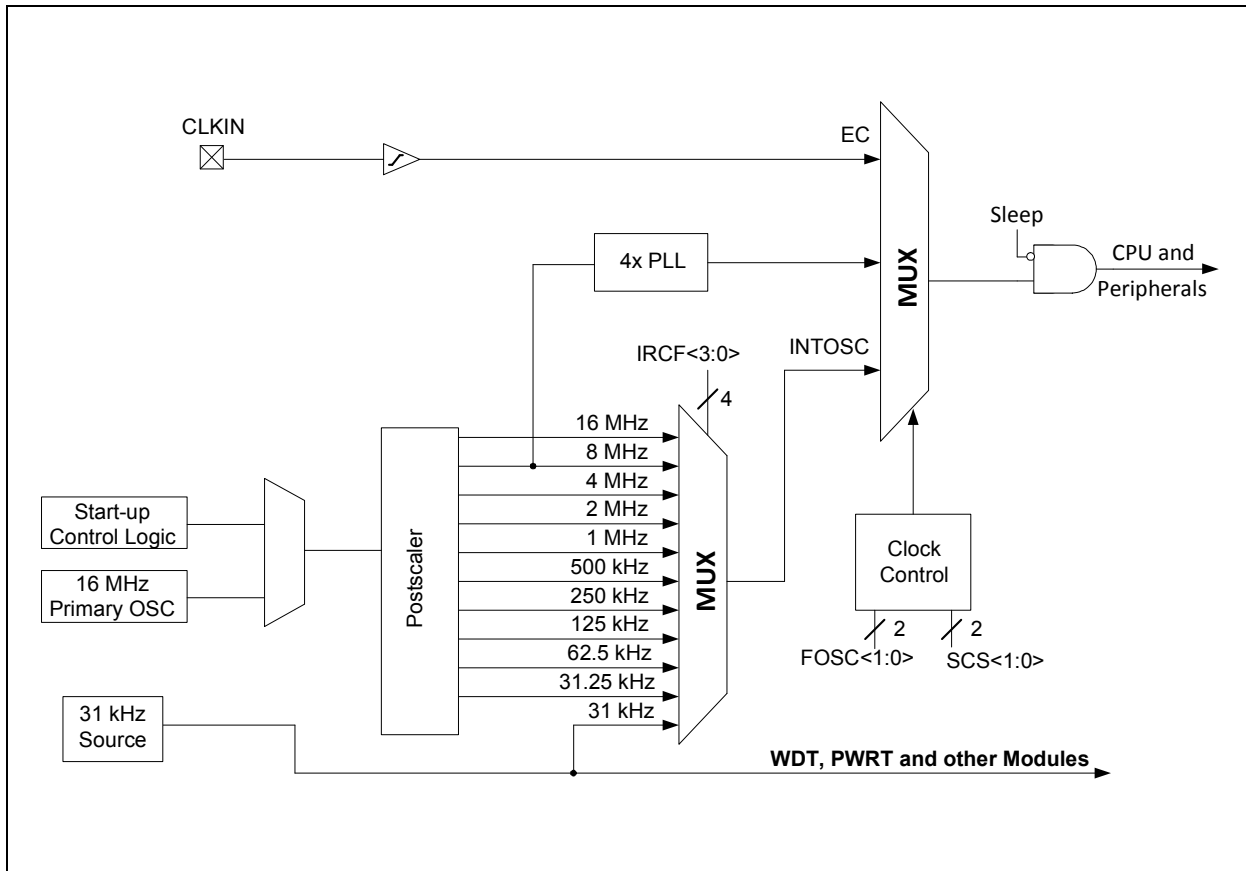 CLKIN
EC
Sleep
4x PLL
MUX
CPU and
Peripherals
IRCF<3:0>
INTOSC
4
16 MHz
8 MHz
4 MHz
2 MHz
1 MHz
500 kHz
250 kHz
125 kHz
62.5 kHz
31.25 kHz
31 kHz
Start-up
Control Logic
16 MHz
Primary OSC
Postscaler
MUX
Clock
Control
2
2
FOSC<1:0>
SCS<1:0>
31 kHz
Source
WDT, PWRT and other Modules